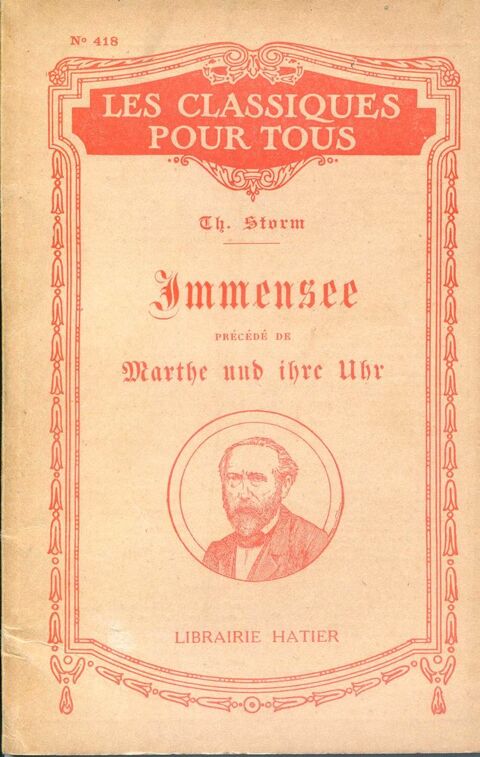 N° 418
LES CLASSIQUES
POUR TOUS
Th. Storm
Immensee
PRÉCÉDÉ DE
Marthe und ihre Uhr
LIBRAIRIE HATIER